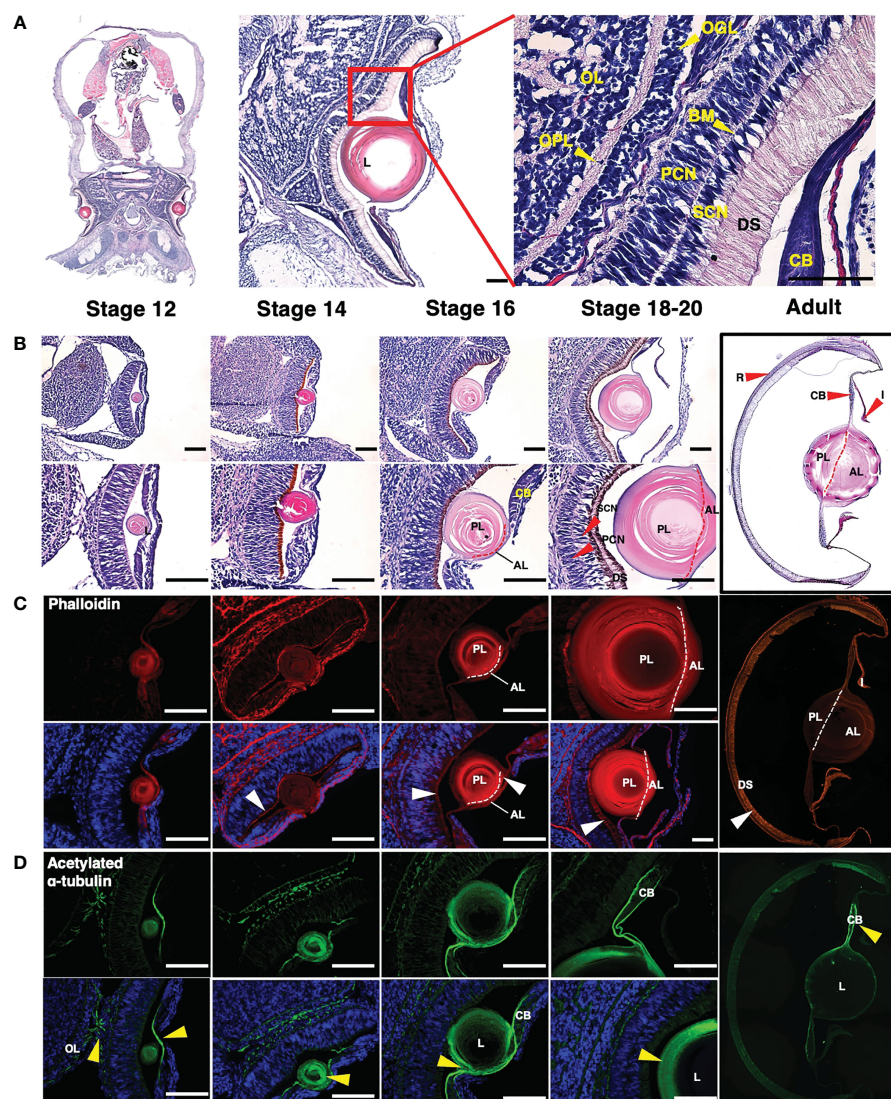 A
OGL
OL
BM
OPL
PCN
L
SCN
DS
CB
Stage 12 Stage 14 Stage 16 Stage 18-20 Adult
B
R
CB
I
PL
AL
OL
L
CB
PL
AL
SCN
PCN
DS
PL
AL
C
Phalloidin
PL
AL
PL
AL
I
PL
AL
PL
AL
PL
AL
DS
D
Acetylated
α-tubulin
CB
CB
L
OL
L
CB
L